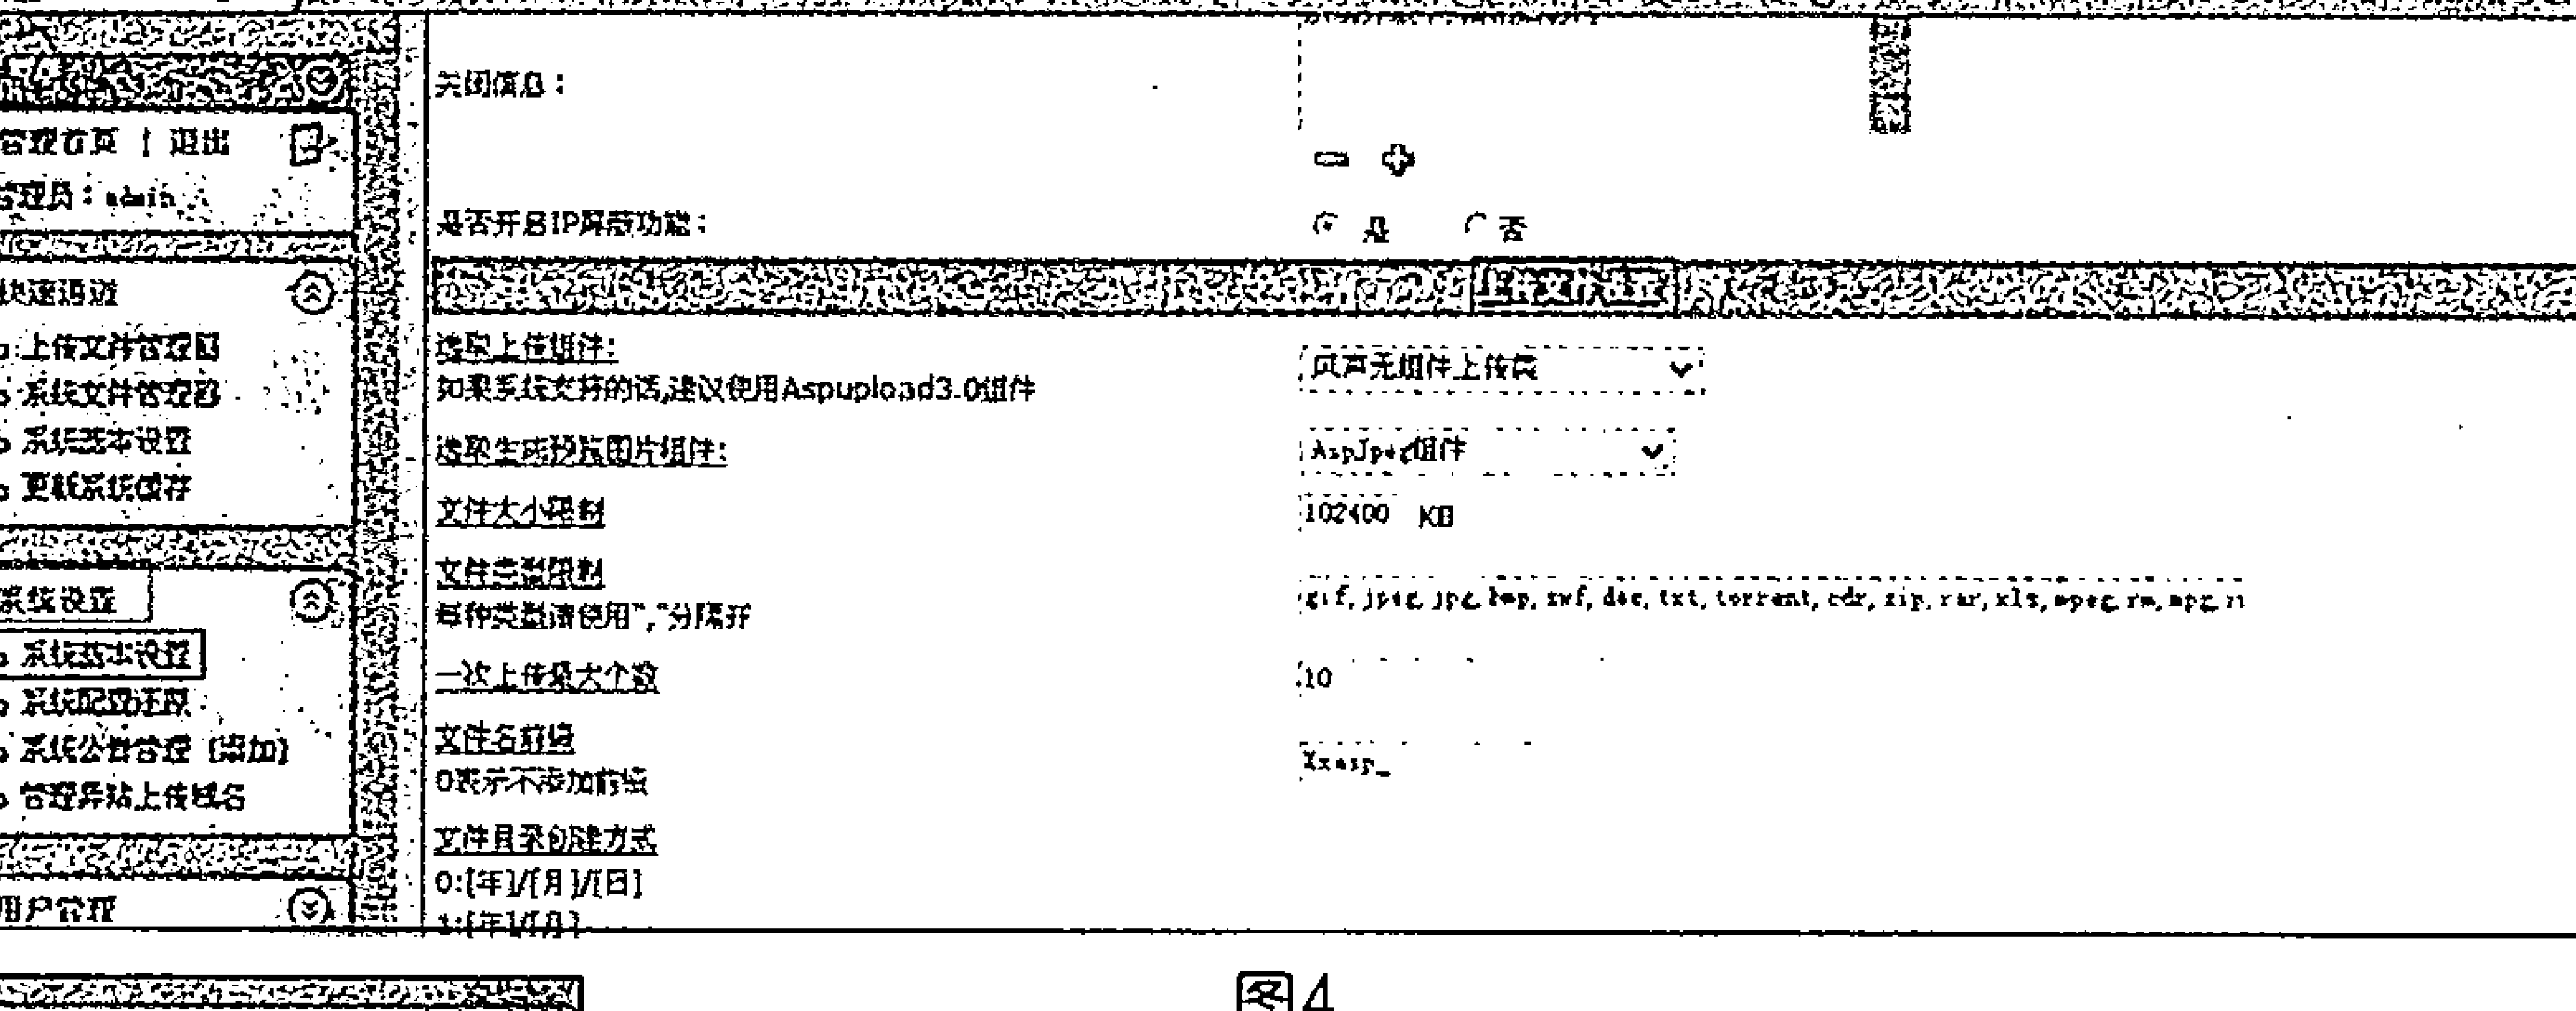 管理首页 | 退出
管理员：admin
快速通道
上传文件管理器
系统文件管理器
系统基本设置
更新系统缓存
系统设置
系统基本设置
系统公告管理 (添加)
管理异站上传域名
用户管理
关闭信息：
是否开启IP屏蔽功能：
是 否
上传文件设置
选取上传组件:
如果系统支持的话,建议使用Aspupload3.0组件
风声无组件上传类
选取生成预览图片组件:
AspJpeg组件
文件大小限制
102400 KB
文件类型限制
每种类型请使用","分隔开
gif, jpeg, jpg, bmp, swf, doc, txt, torrent, cdr, zip, rar, xls, mpeg, rm, mpg, r
一次上传最大个数
10
文件名前缀
0表示不添加前缀
文件目录创建方式
0:[年]/[月]/[日]
1:[年]/[月]
图4